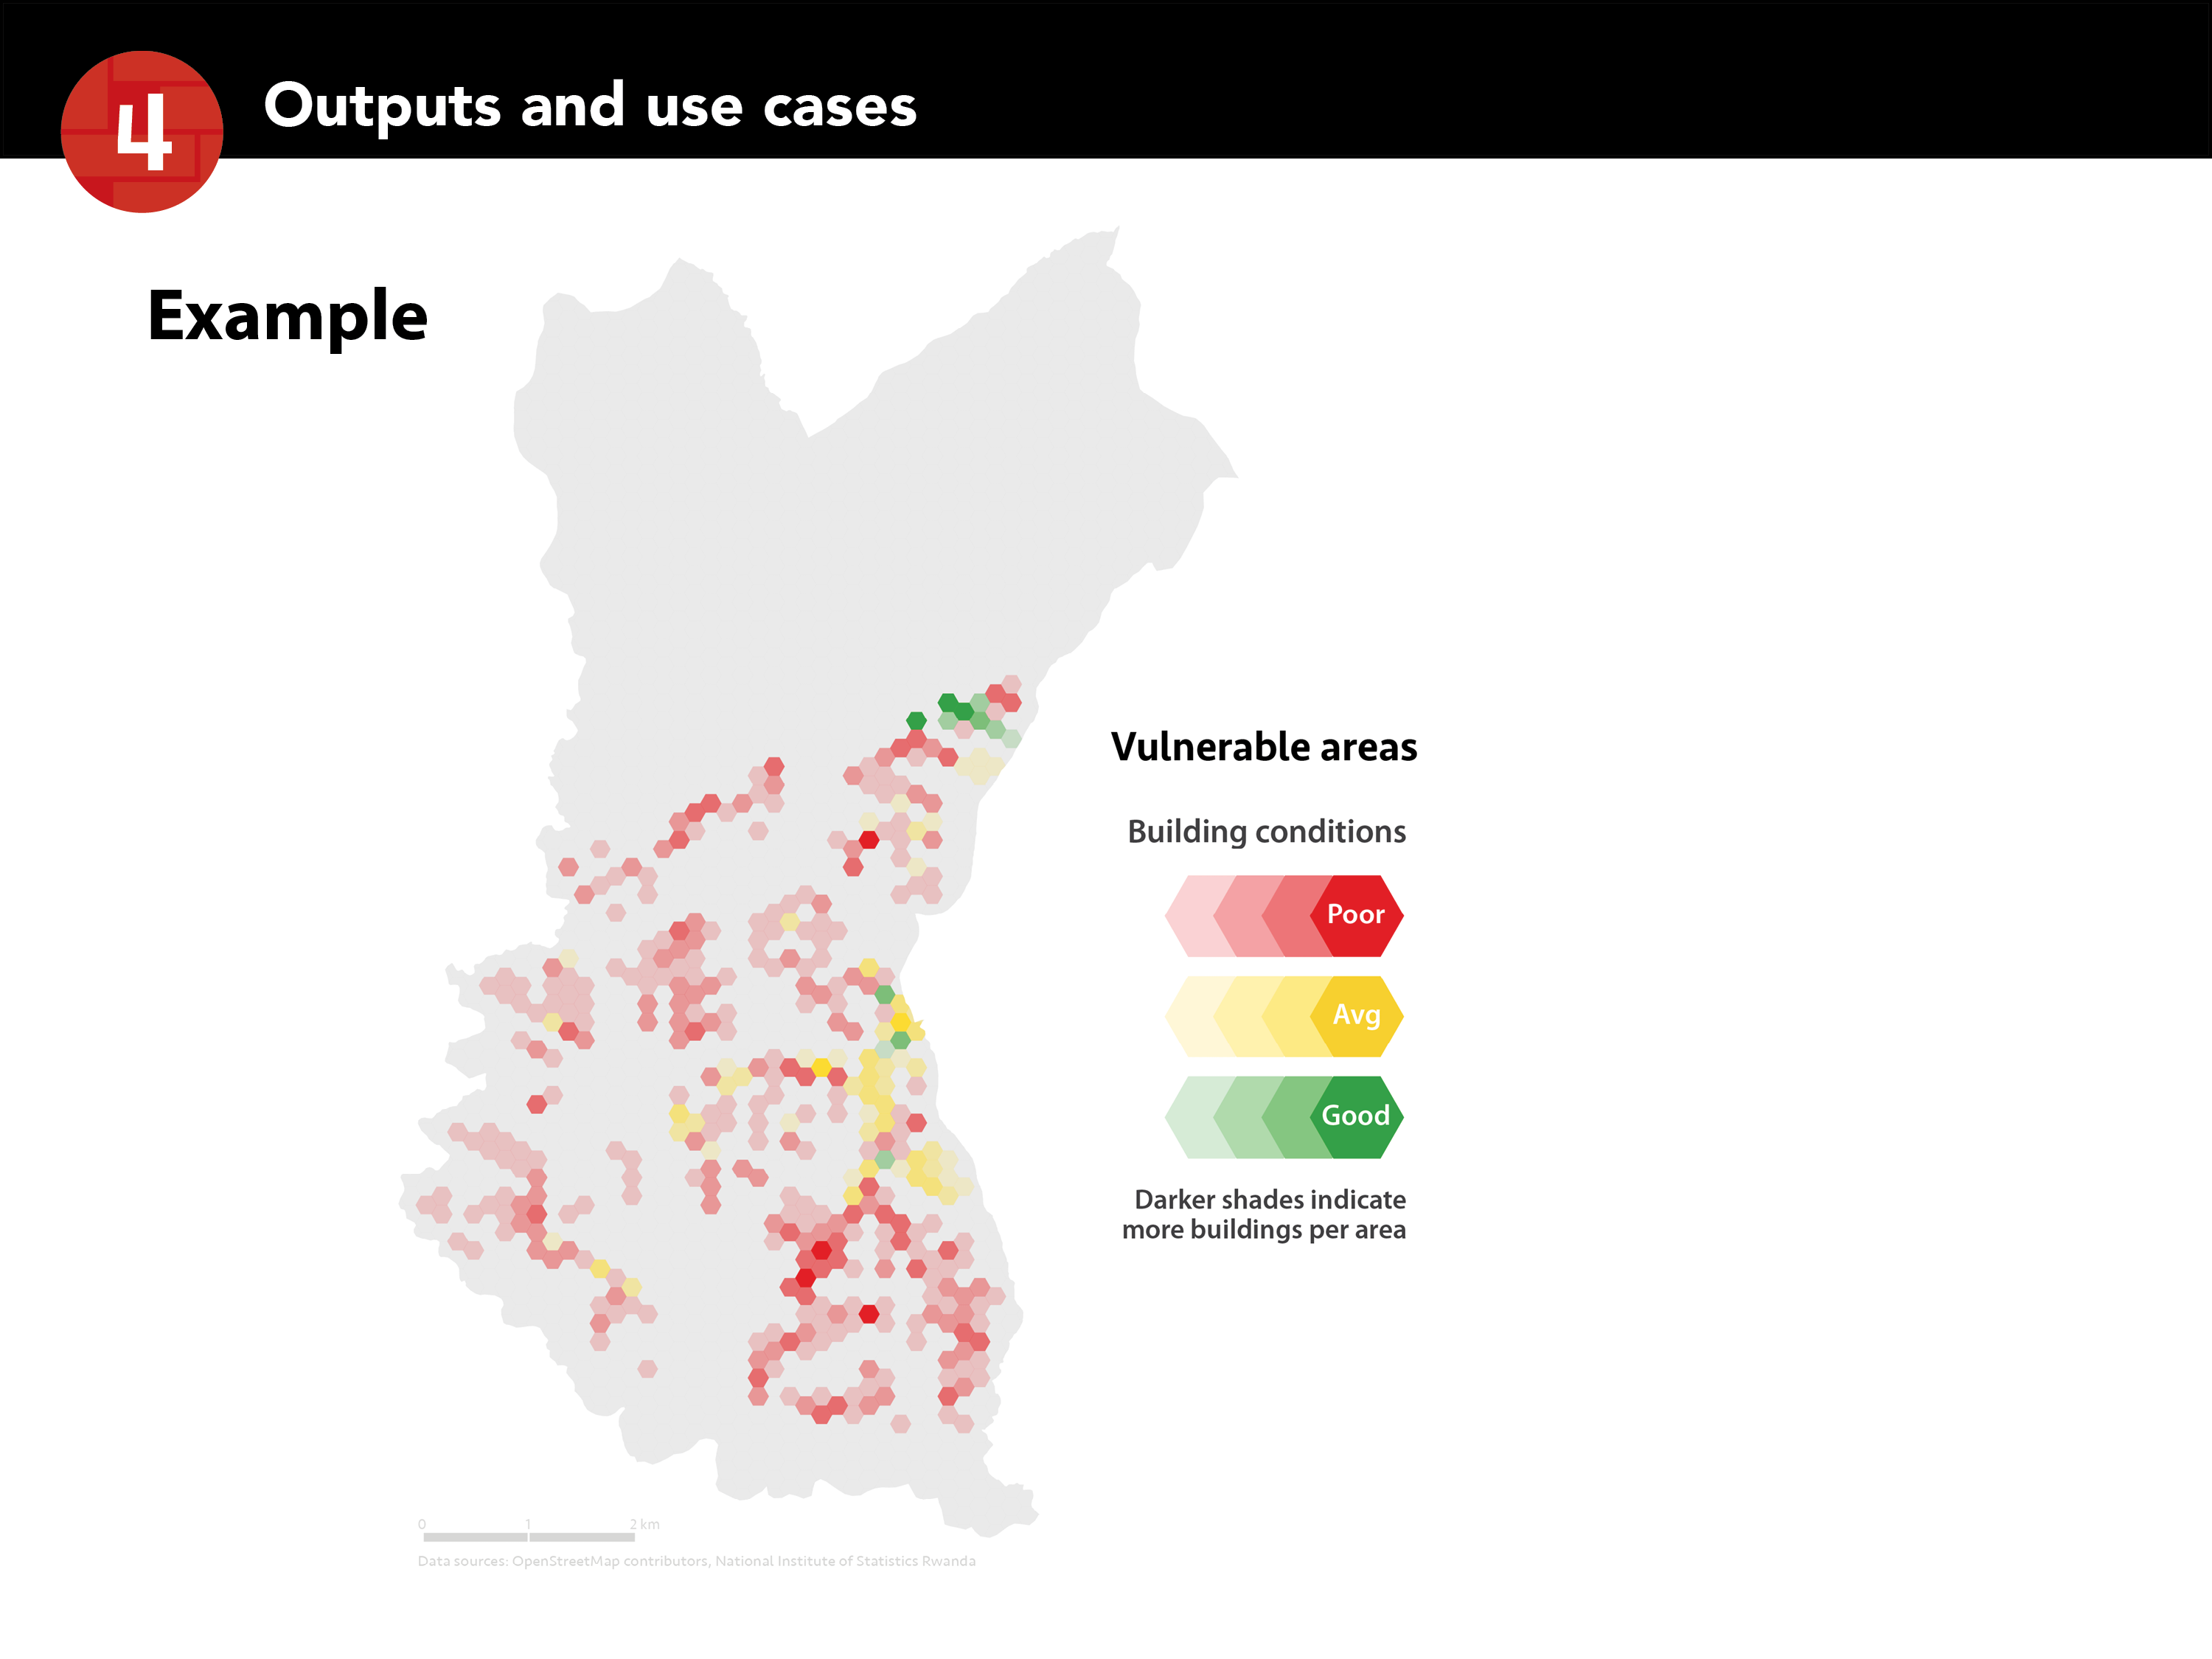 4
Outputs and use cases
Example
Vulnerable areas
Building conditions
Poor
Avg
Good
Darker shades indicate
more buildings per area
0 1 2 km
Data sources: OpenStreetMap contributors, National Institute of Statistics Rwanda